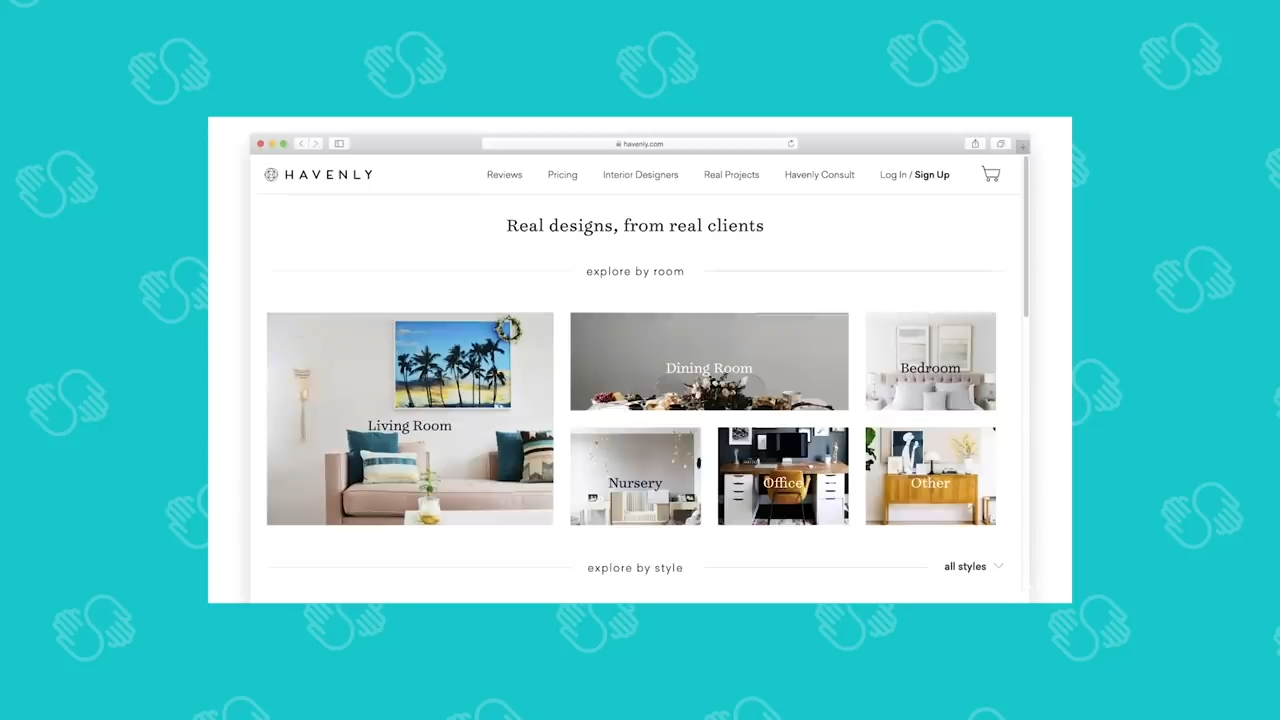 havenly.com
HAVENLY
Reviews Pricing Interior Designers Real Projects Havenly Consult Log In / Sign Up
Real designs, from real clients
explore by room
Living Room
Dining Room
Bedroom
Nursery
Office
Other
explore by style
all styles